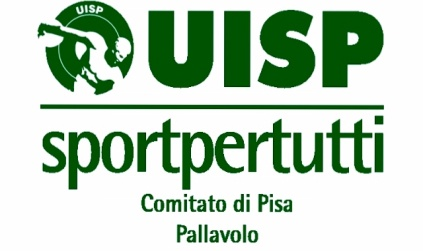 UISP
UISP
sportpertutti
Comitato di Pisa
Pallavolo